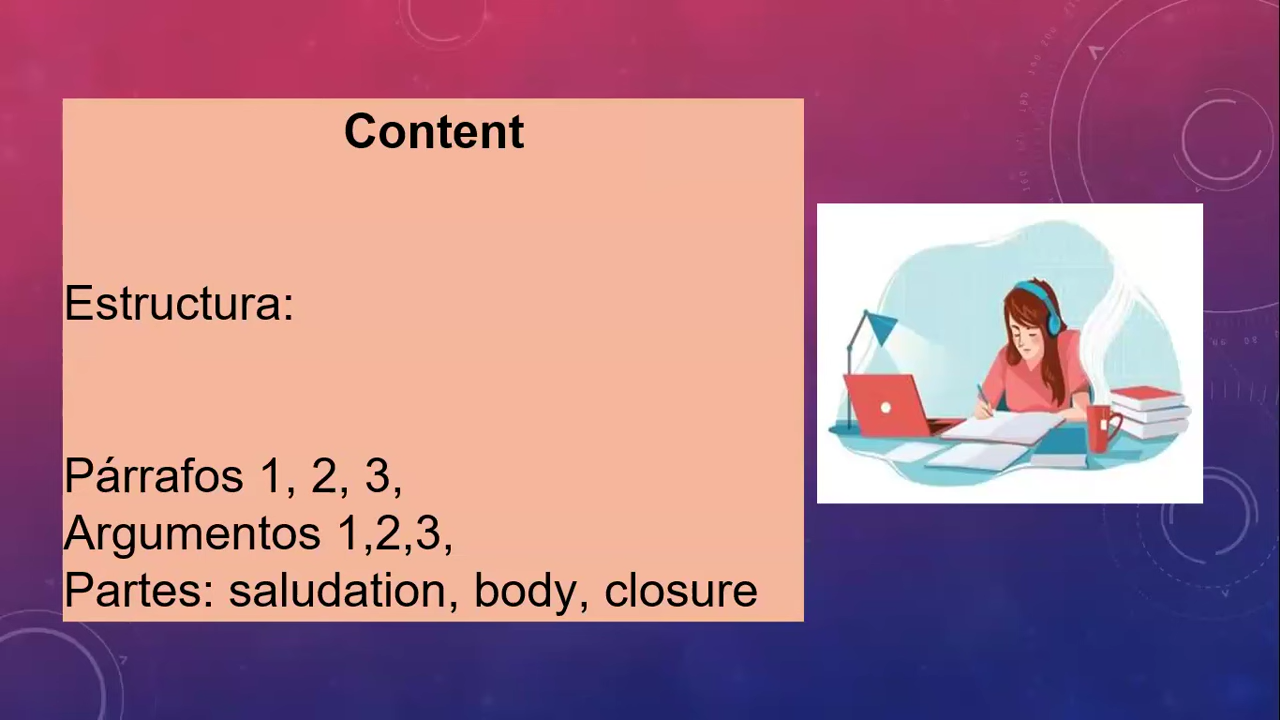 Content
Estructura:
Párrafos 1, 2, 3,
Argumentos 1,2,3,
Partes: saludation, body, closure